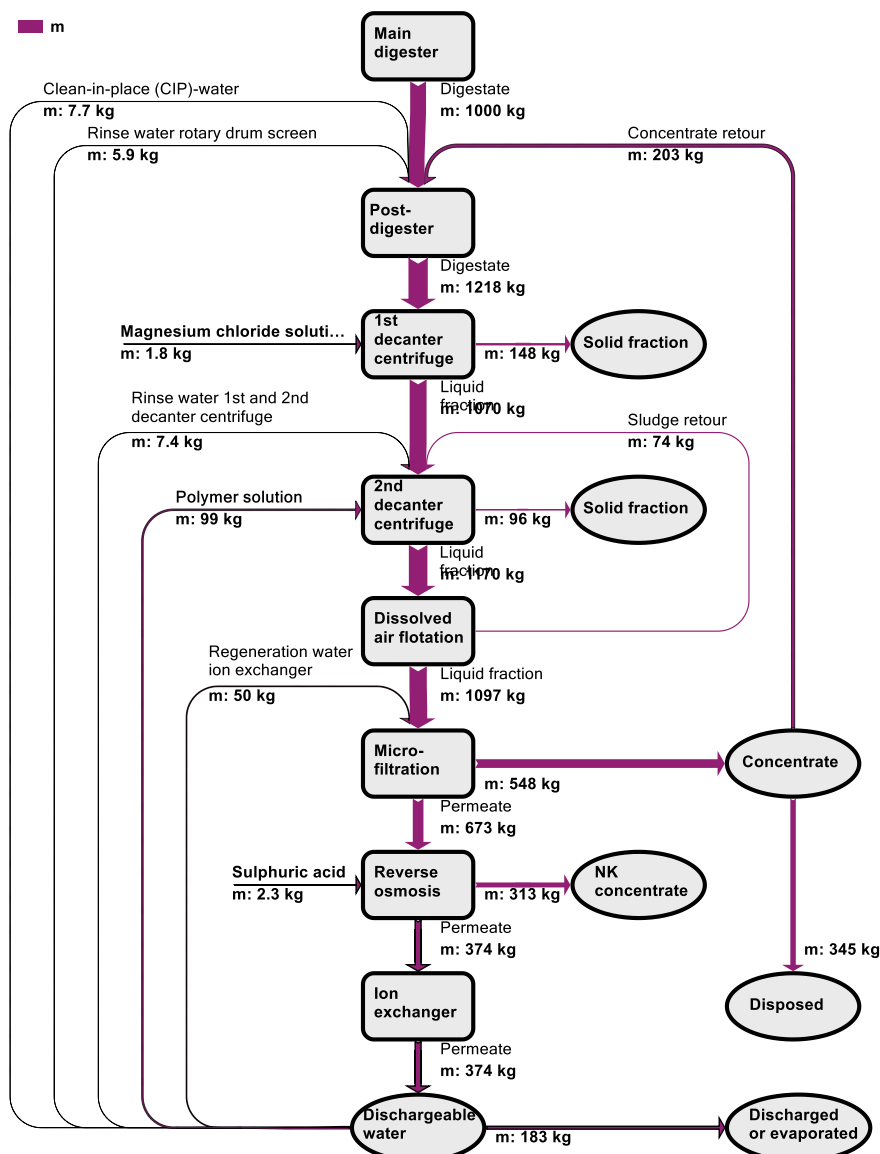 m
Main
digester
Clean-in-place (CIP)-water
m: 7.7 kg
Digestate
m: 1000 kg
Rinse water rotary drum screen
m: 5.9 kg
Concentrate retour
m: 203 kg
Post-
digester
Digestate
m: 1218 kg
Magnesium chloride soluti...
m: 1.8 kg
1st
decanter
centrifuge
m: 148 kg
Solid fraction
Liquid
fraction
m: 1070 kg
Rinse water 1st and 2nd
decanter centrifuge
m: 7.4 kg
Sludge retour
m: 74 kg
Polymer solution
m: 99 kg
2nd
decanter
centrifuge
m: 96 kg
Solid fraction
Liquid
fraction
m: 1170 kg
Dissolved
air flotation
Regeneration water
ion exchanger
m: 50 kg
Liquid fraction
m: 1097 kg
Micro-
filtration
m: 548 kg
Concentrate
Permeate
m: 673 kg
Sulphuric acid
m: 2.3 kg
Reverse
osmosis
m: 313 kg
NK
concentrate
Permeate
m: 374 kg
m: 345 kg
Ion
exchanger
Disposed
Permeate
m: 374 kg
Dischargeable
water
m: 183 kg
Discharged
or evaporated